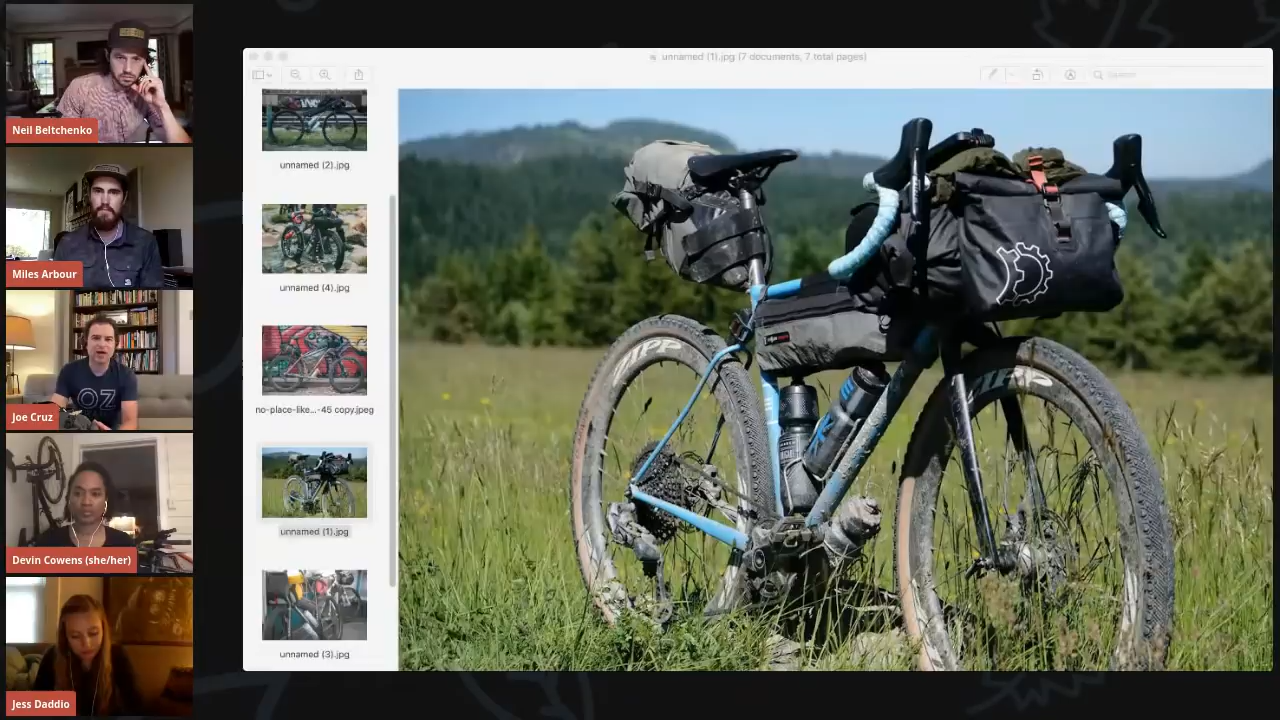 Neil Beltchenko
Miles Arbour
Joe Cruz
OZ
Devin Cowens (she/her)
Jess Daddio
unnamed (1).jpg (7 documents, 7 total pages)
Search
unnamed (2).jpg
unnamed (4).jpg
no-place-like...-45 copy.jpeg
unnamed (1).jpg
unnamed (3).jpg
ZIPP
ZIPP